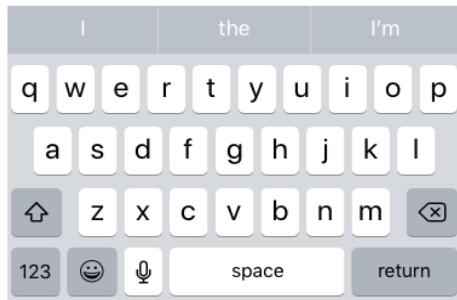 I the I'm
q w e r t y u i o p
a s d f g h j k l
z x c v b n m
123 space return